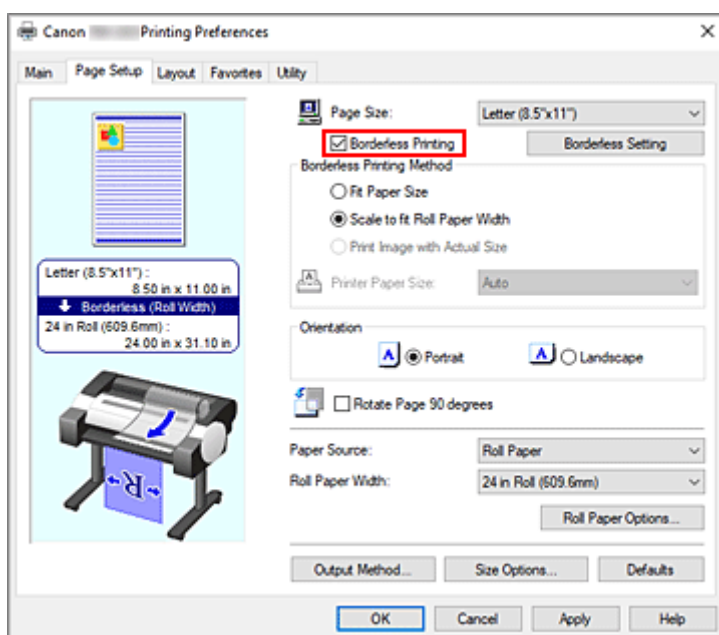 Canon Printing Preferences
Main Page Setup Layout Favorites Utility
Page Size: Letter (8.5"x11")
Borderless Printing Borderless Setting
Borderless Printing Method
Fit Paper Size
Scale to fit Roll Paper Width
Print Image with Actual Size
Printer Paper Size: Auto
Letter (8.5"x11") :
8.50 in x 11.00 in
Borderless (Roll Width)
24 in Roll (609.6mm) :
24.00 in x 31.10 in
Orientation
A Portrait A Landscape
Rotate Page 90 degrees
Paper Source: Roll Paper
Roll Paper Width: 24 in Roll (609.6mm)
Roll Paper Options...
R
Output Method... Size Options... Defaults
OK Cancel Apply Help